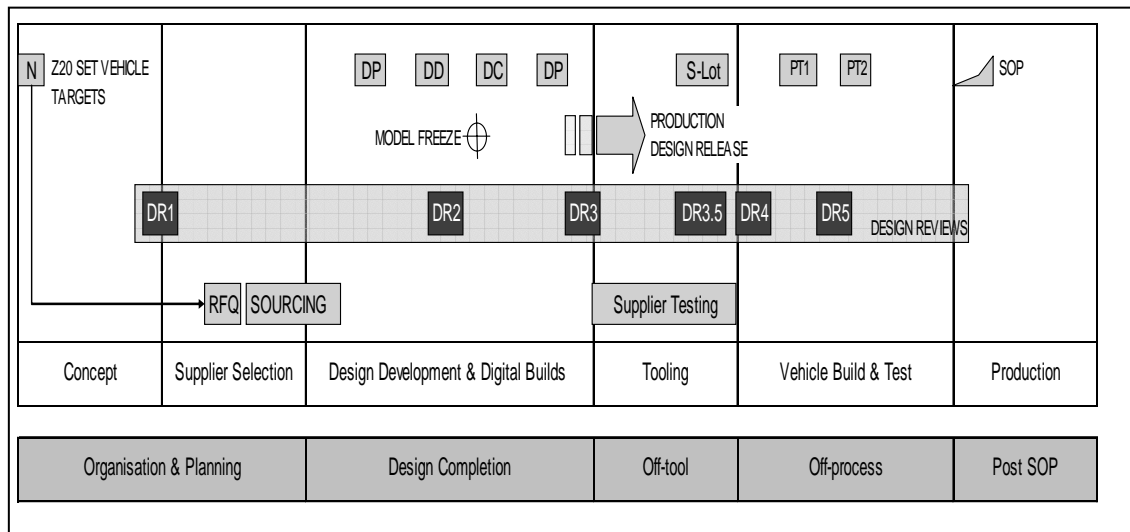 N
Z20 SET VEHICLE
TARGETS
DP
DD
DC
DP
S-Lot
PT1
PT2
SOP
MODEL FREEZE
PRODUCTION
DESIGN RELEASE
DR1
DR2
DR3
DR3.5
DR4
DR5
DESIGN REVIEWS
RFQ
SOURCING
Supplier Testing
Concept
Supplier Selection
Design Development & Digital Builds
Tooling
Vehicle Build & Test
Production
Organisation & Planning
Design Completion
Off-tool
Off-process
Post SOP